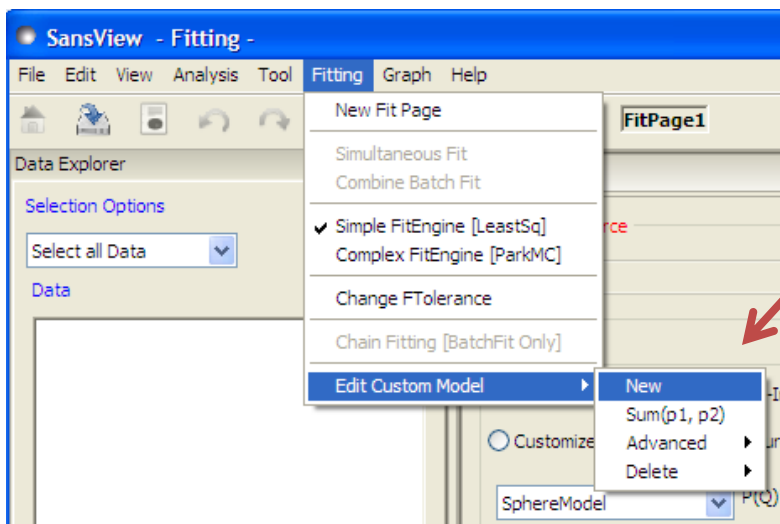 SansView - Fitting -
File Edit View Analysis Tool Fitting Graph Help
New Fit Page
FitPage1
Data Explorer
Simultaneous Fit
Combine Batch Fit
Selection Options
Simple FitEngine [LeastSq]
Select all Data
Complex FitEngine [ParkMC]
Data
Change FTolerance
Chain Fitting [BatchFit Only]
Edit Custom Model
New
Sum(p1, p2)
Customize
Advanced
Delete
SphereModel
P(Q)